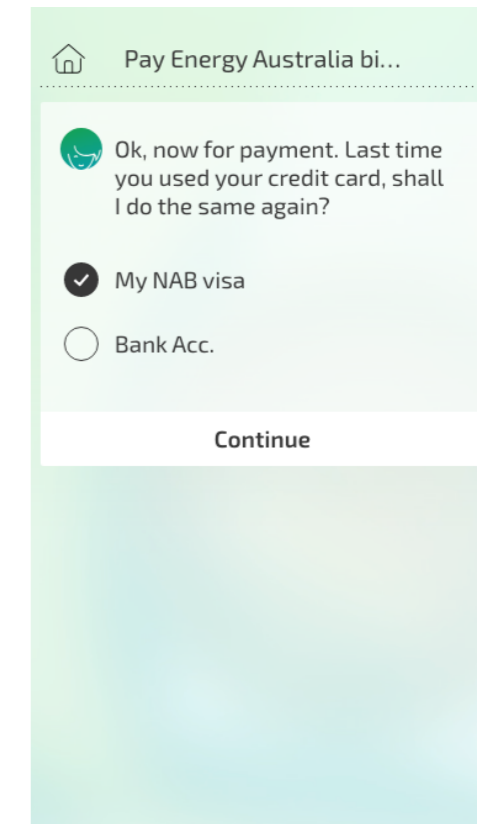 Pay Energy Australia bi...
Ok, now for payment. Last time
you used your credit card, shall
I do the same again?
My NAB visa
Bank Acc.
Continue